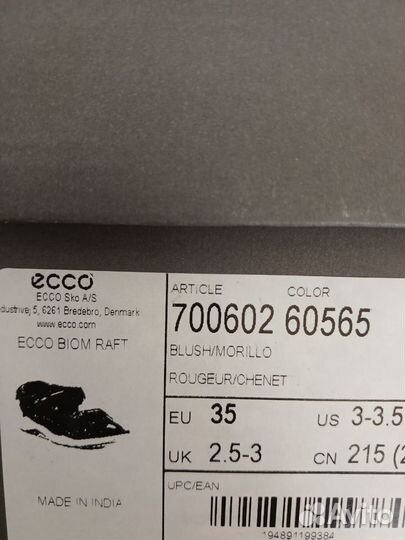 ecco
ECCO Sko A/S
dustrivej 5, 6261 Bredebro, Denmark
www.ecco.com
ECCO BIOM RAFT
MADE IN INDIA
ARTICLE COLOR
700602 60565
BLUSH/MORILLO
ROUGEUR/CHENET
EU 35 US 3-3.5
UK 2.5-3 CN 215 (2
UPC/EAN
194891199384
Avito